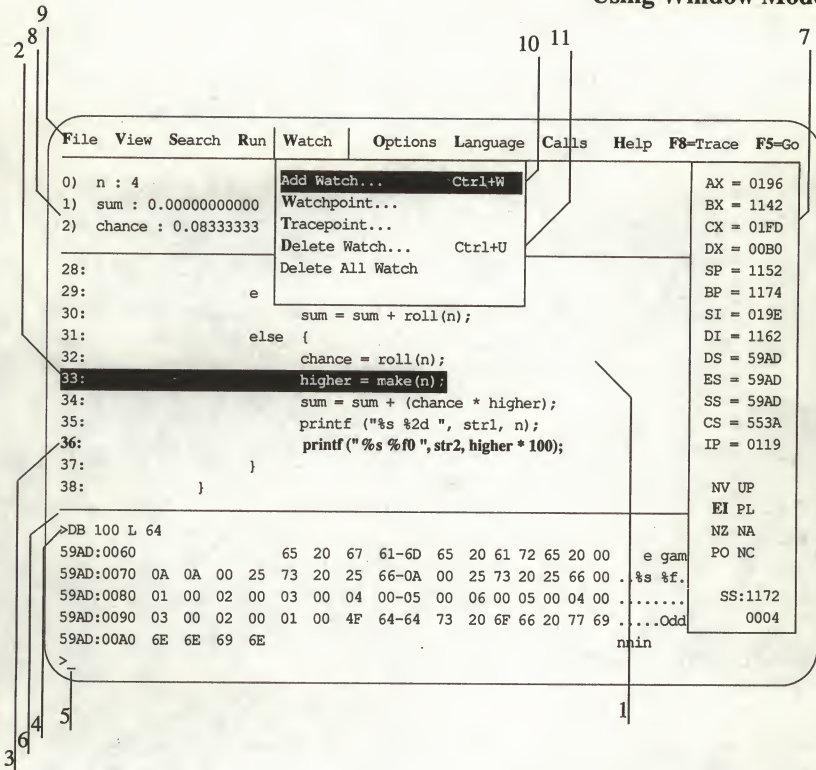 Using Window Mode
9
2 8
10 11
7
File View Search Run Watch Options Language Calls Help F8=Trace F5=Go
0) n : 4
1) sum : 0.00000000000
2) chance : 0.08333333
Add Watch... Ctrl+W
Watchpoint...
Tracepoint...
Delete Watch... Ctrl+U
Delete All Watch
AX = 0196
BX = 1142
CX = 01FD
DX = 00B0
SP = 1152
BP = 1174
SI = 019E
DI = 1162
DS = 59AD
ES = 59AD
SS = 59AD
CS = 553A
IP = 0119
NV UP
EI PL
NZ NA
PO NC
SS:1172
0004
28:
29: e
30: sum = sum + roll(n);
31: else {
32: chance = roll(n);
33: higher = make(n);
34: sum = sum + (chance * higher);
35: printf ("%s %2d ", str1, n);
36: printf ("%s %f0 ", str2, higher * 100);
37: }
38: }
>DB 100 L 64
59AD:0060 65 20 67 61-6D 65 20 61 72 65 20 00 e gam
59AD:0070 0A 0A 00 25 73 20 25 66-0A 00 25 73 20 25 66 00 ..%s %f.
59AD:0080 01 00 02 00 03 00 04 00-05 00 06 00 05 00 04 00 ........
59AD:0090 03 00 02 00 01 00 4F 64-64 73 20 6F 66 20 77 69 .....Odd
59AD:00A0 6E 6E 69 6E nnin
>_
5
4
6
3
1